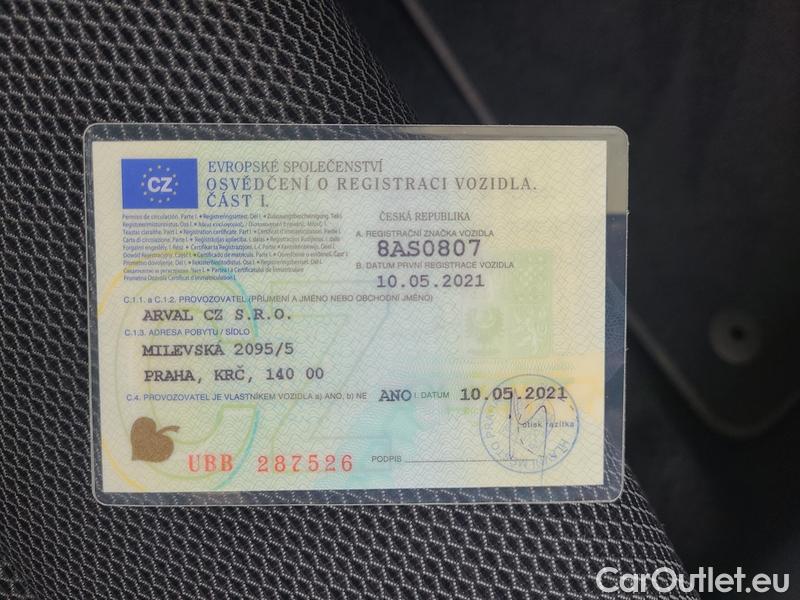 CZ
EVROPSKÉ SPOLEČENSTVÍ
OSVĚDČENÍ O REGISTRACI VOZIDLA.
ČÁST I.
ČESKÁ REPUBLIKA
A. REGISTRAČNÍ ZNAČKA VOZIDLA
8AS0807
B. DATUM PRVNÍ REGISTRACE VOZIDLA
10.05.2021
C.1.1. a C.1.2. PROVOZOVATEL (PŘÍJMENÍ A JMÉNO NEBO OBCHODNÍ JMÉNO)
ARVAL CZ S.R.O.
C.1.3. ADRESA POBYTU / SÍDLO
MILEVSKÁ 2095/5
PRAHA, KRČ, 140 00
C.4. PROVOZOVATEL JE VLASTNÍKEM VOZIDLA a) ANO, b) NE ANO I. DATUM 10.05.2021
otisk razítka
UBB 287526
PODPIS
CarOutlet.eu